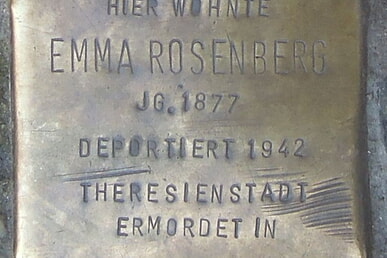 HIER WOHNTE
EMMA ROSENBERG
JG. 1877
DEPORTIERT 1942
THERESIENSTADT
ERMORDET IN